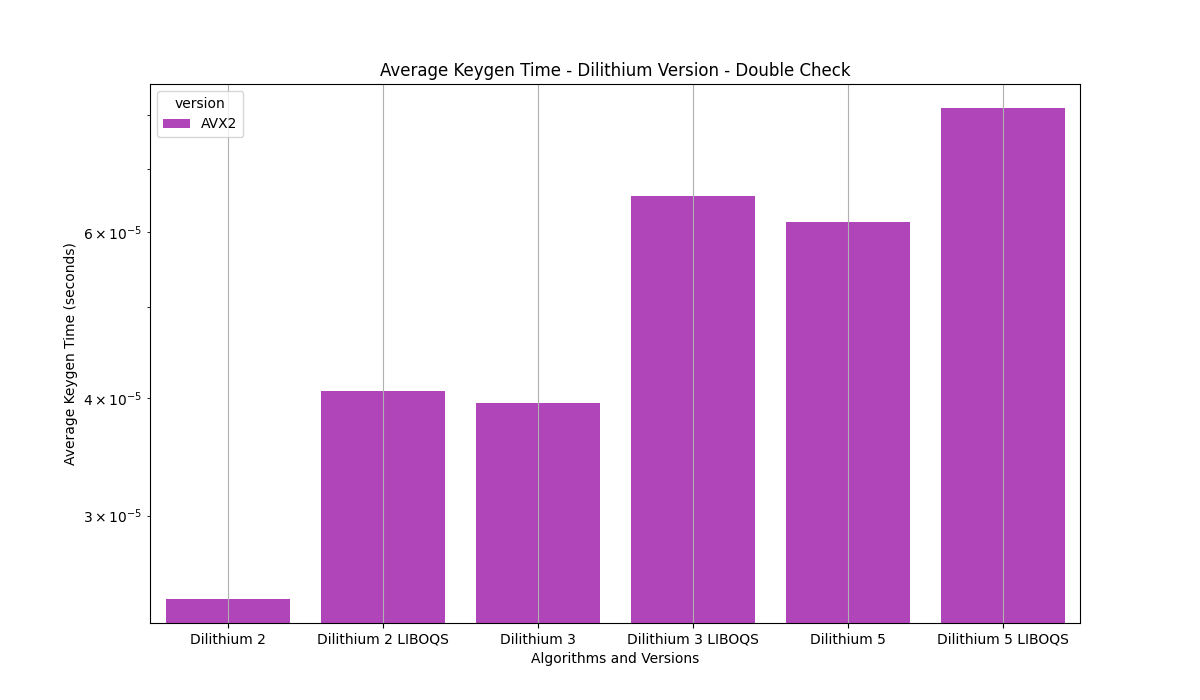 Average Keygen Time - Dilithium Version - Double Check
version
AVX2
Average Keygen Time (seconds)
6 × 10⁻⁵
4 × 10⁻⁵
3 × 10⁻⁵
Dilithium 2
Dilithium 2 LIBOQS
Dilithium 3
Dilithium 3 LIBOQS
Dilithium 5
Dilithium 5 LIBOQS
Algorithms and Versions